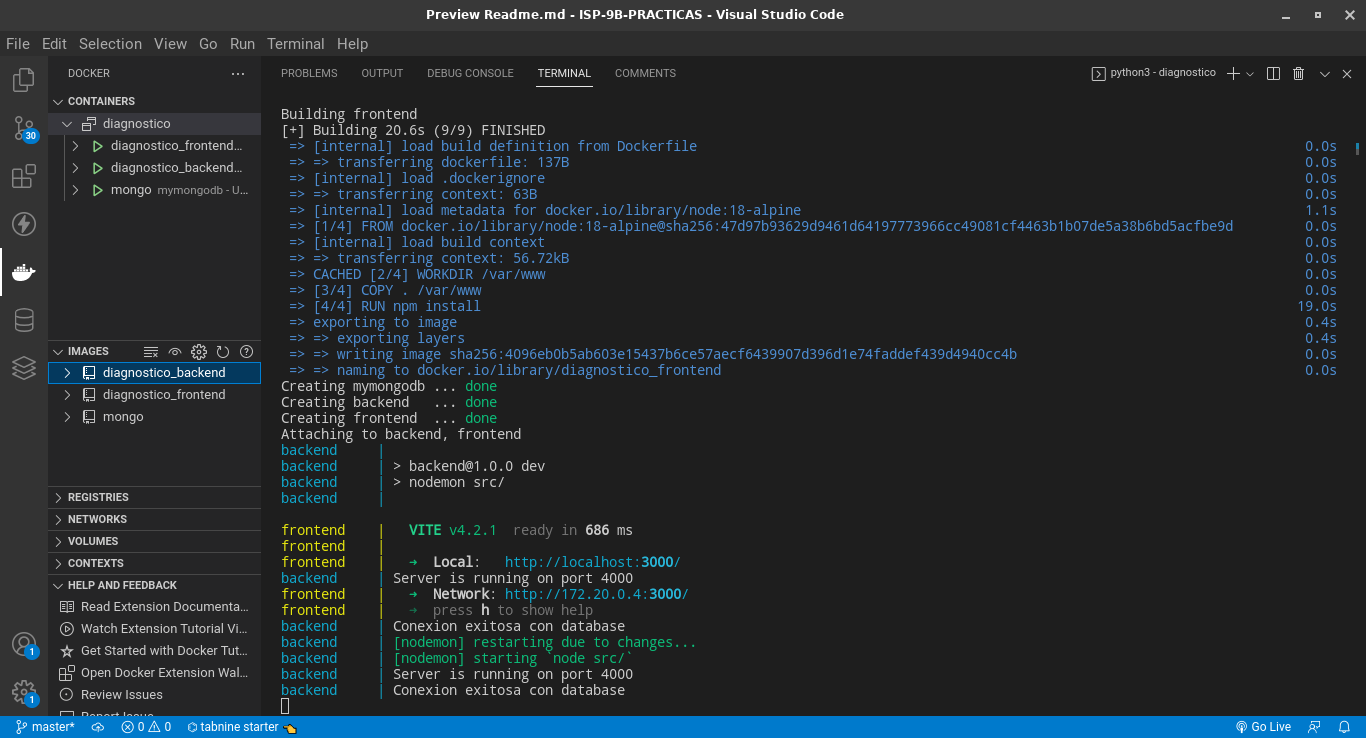 Preview Readme.md - ISP-9B-PRACTICAS - Visual Studio Code
File Edit Selection View Go Run Terminal Help
DOCKER
CONTAINERS
diagnostico
diagnostico_frontend...
diagnostico_backend...
mongo mymongodb - U...
30
IMAGES
diagnostico_backend
diagnostico_frontend
mongo
REGISTRIES
NETWORKS
VOLUMES
CONTEXTS
HELP AND FEEDBACK
Read Extension Documenta...
Watch Extension Tutorial Vi...
Get Started with Docker Tut...
Open Docker Extension Wal...
Review Issues
Report Issue
1
1
PROBLEMS OUTPUT DEBUG CONSOLE TERMINAL COMMENTS
python3 - diagnostico
Building frontend
[+] Building 20.6s (9/9) FINISHED
=> [internal] load build definition from Dockerfile 0.0s
=> => transferring dockerfile: 137B 0.0s
=> [internal] load .dockerignore 0.0s
=> => transferring context: 63B 0.0s
=> [internal] load metadata for docker.io/library/node:18-alpine 1.1s
=> [1/4] FROM docker.io/library/node:18-alpine@sha256:47d97b93629d9461d64197773966cc49081cf4463b1b07de5a38b6bd5acfbe9d 0.0s
=> [internal] load build context 0.0s
=> => transferring context: 56.72kB 0.0s
=> CACHED [2/4] WORKDIR /var/www 0.0s
=> [3/4] COPY . /var/www 0.0s
=> [4/4] RUN npm install 19.0s
=> exporting to image 0.4s
=> => exporting layers 0.4s
=> => writing image sha256:4096eb0b5ab603e15437b6ce57aecf6439907d396d1e74faddef439d4940cc4b 0.0s
=> => naming to docker.io/library/diagnostico_frontend 0.0s
Creating mymongodb ... done
Creating backend ... done
Creating frontend ... done
Attaching to backend, frontend
backend |
backend | > backend@1.0.0 dev
backend | > nodemon src/
backend |
frontend | VITE v4.2.1 ready in 686 ms
frontend |
frontend | ➜ Local: http://localhost:3000/
backend | Server is running on port 4000
frontend | ➜ Network: http://172.20.0.4:3000/
frontend | ➜ press h to show help
backend | Conexion exitosa con database
backend | [nodemon] restarting due to changes...
backend | [nodemon] starting `node src/`
backend | Server is running on port 4000
backend | Conexion exitosa con database
master* 0 0 tabnine starter Go Live